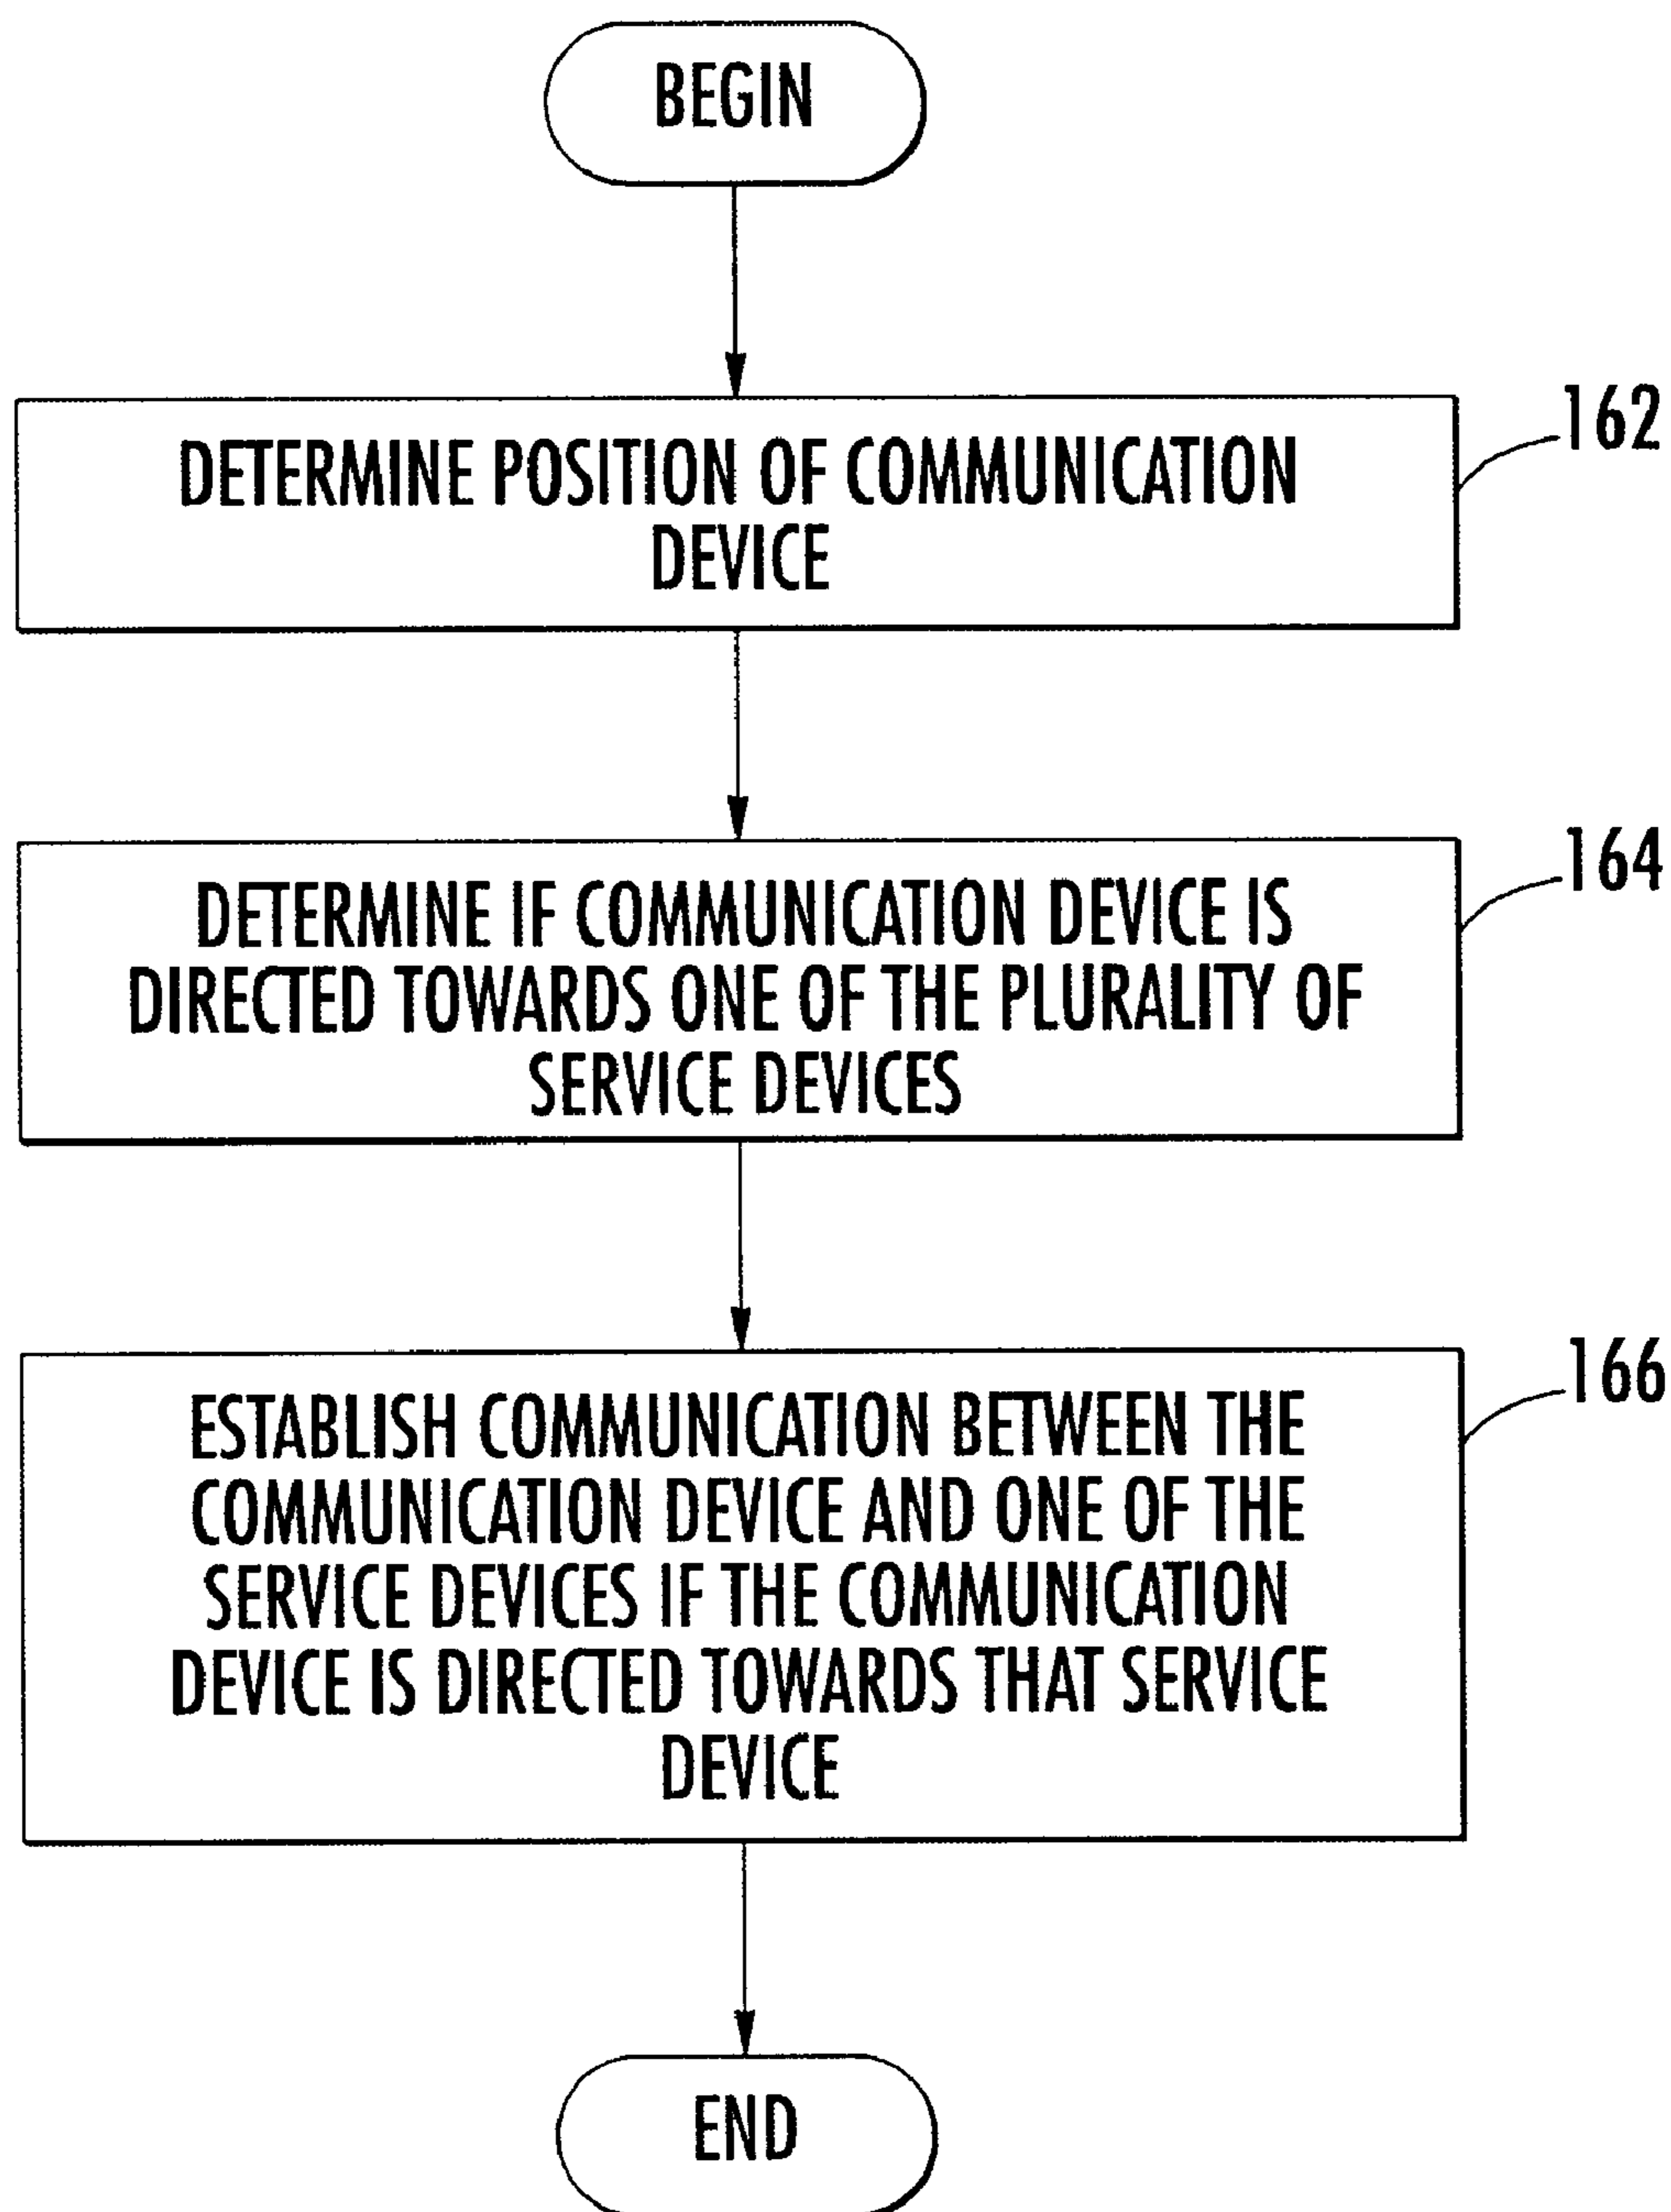 BEGIN
DETERMINE POSITION OF COMMUNICATION
DEVICE
162
DETERMINE IF COMMUNICATION DEVICE IS
DIRECTED TOWARDS ONE OF THE PLURALITY OF
SERVICE DEVICES
164
ESTABLISH COMMUNICATION BETWEEN THE
COMMUNICATION DEVICE AND ONE OF THE
SERVICE DEVICES IF THE COMMUNICATION
DEVICE IS DIRECTED TOWARDS THAT SERVICE
DEVICE
166
END